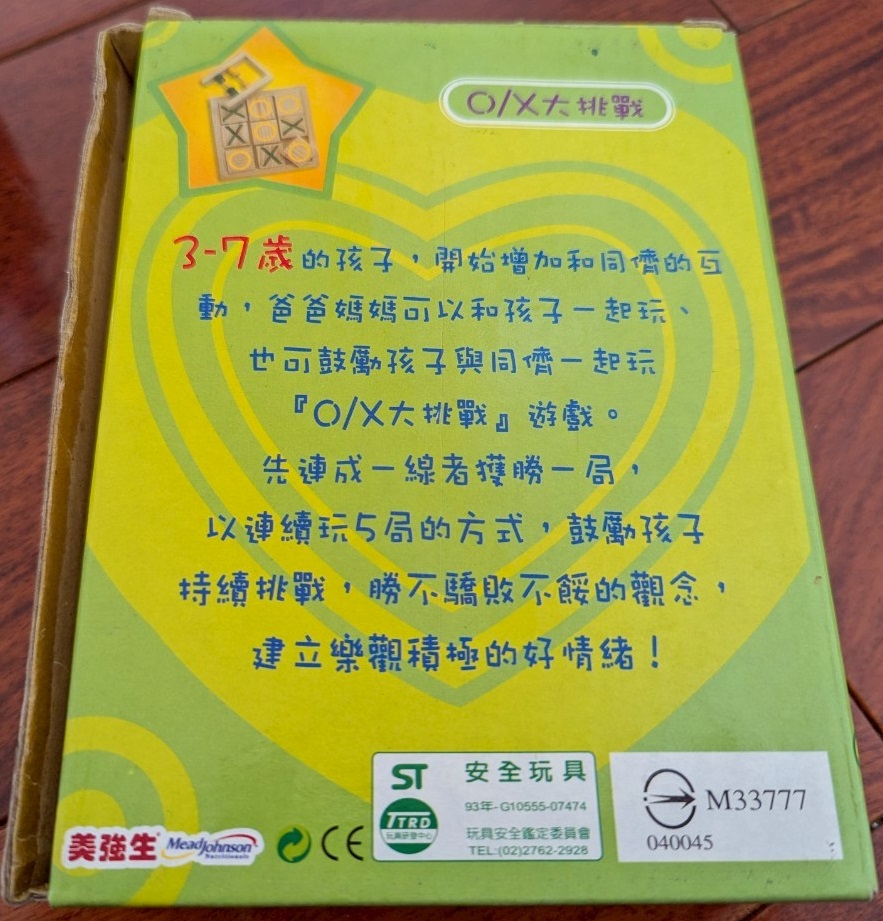 O/X大挑戰
3-7歲的孩子，開始增加和同儕的互
動，爸爸媽媽可以和孩子一起玩、
也可鼓勵孩子與同儕一起玩
『O/X大挑戰』遊戲。
先連成一線者獲勝一局，
以連續玩5局的方式，鼓勵孩子
持續挑戰，勝不驕敗不餒的觀念，
建立樂觀積極的好情緒！
ST 安全玩具
93年-G10555-07474
TTRD
玩具研發中心
玩具安全鑑定委員會
TEL:(02)2762-2928
M33777
040045
美強生 MeadJohnson
Nutritionals
CE